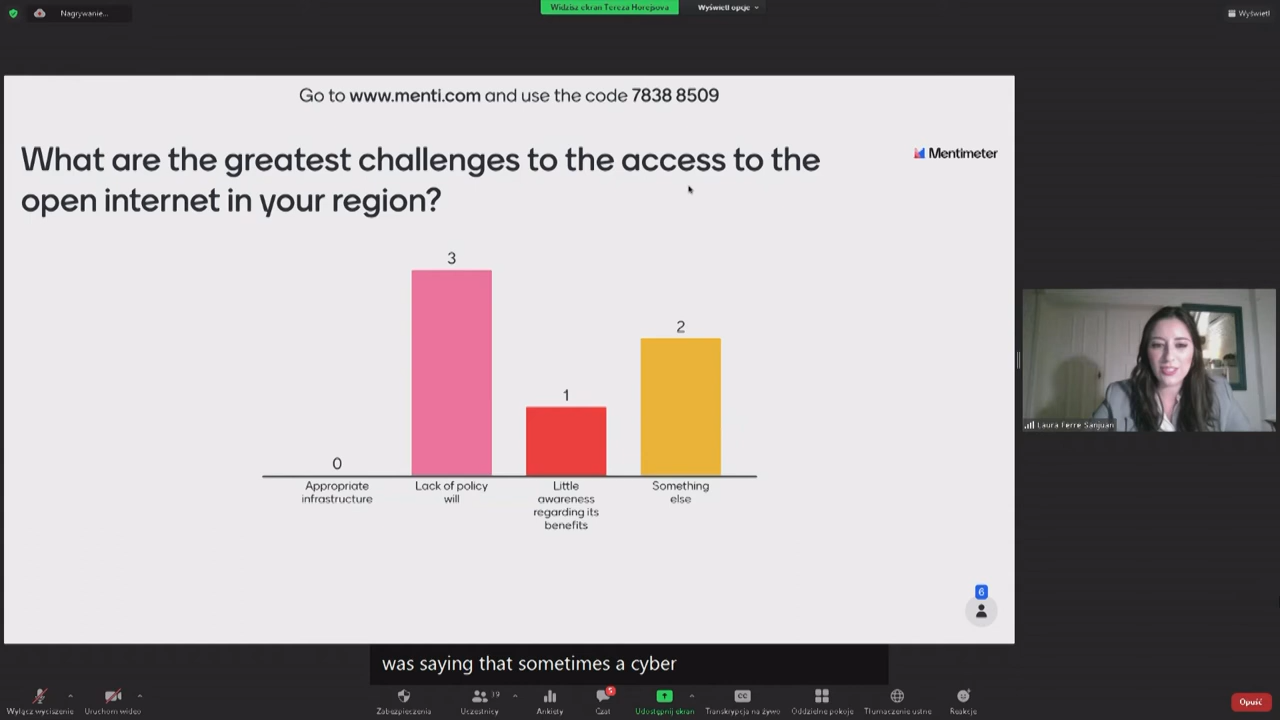 Nagrywanie...
Widzisz ekran Tereza Horejsova
Wyświetl opcje
Wyświetl
Go to www.menti.com and use the code 7838 8509
What are the greatest challenges to the access to the
open internet in your region?
Mentimeter
0
3
1
2
Appropriate
infrastructure
Lack of policy
will
Little
awareness
regarding its
benefits
Something
else
6
Laura Ferre Sanjuan
was saying that sometimes a cyber
Wyłącz wyciszenie
Uruchom wideo
Zabezpieczenia
Uczestnicy
39
Ankiety
Czat
5
Udostępnij ekran
CC
Transkrypcja na żywo
Oddzielne pokoje
Tłumaczenie ustne
Reakcje
Opuść